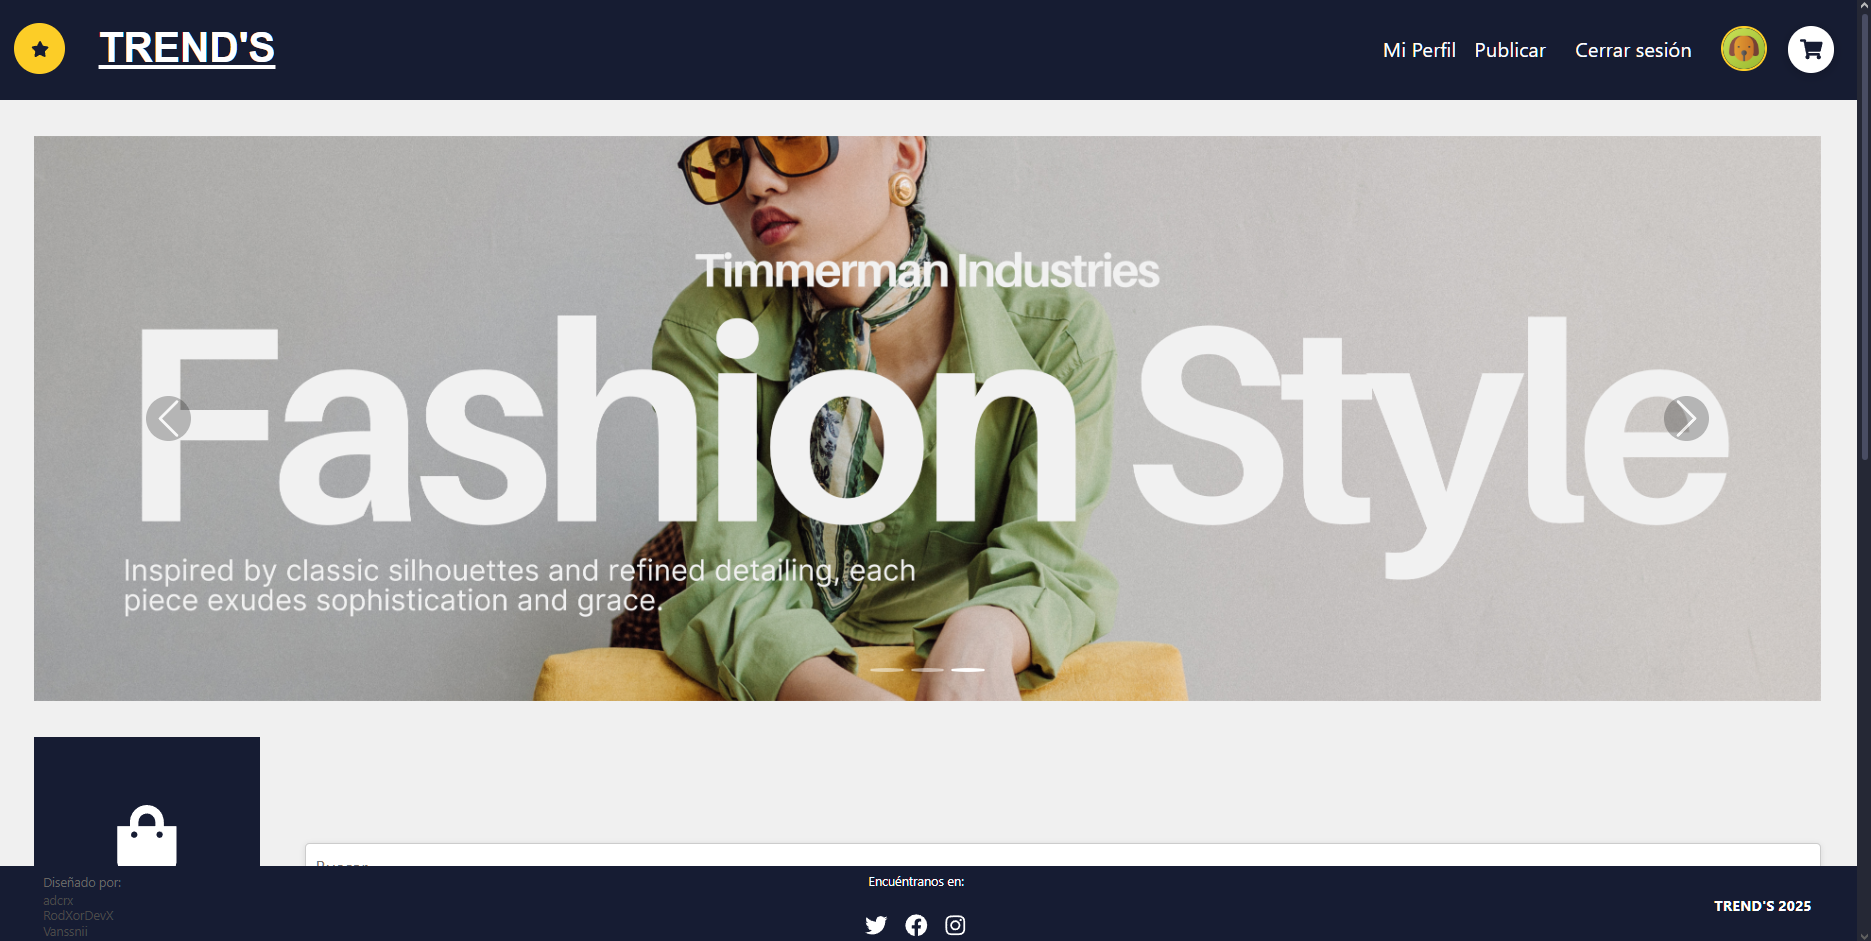 TREND'S
Mi Perfil
Publicar
Cerrar sesión
Timmerman Industries
Fashion Style
Inspired by classic silhouettes and refined detailing, each
piece exudes sophistication and grace.
Buscar
Diseñado por:
adcrx
RodXorDevX
Vanssnii
Encuéntranos en:
TREND'S 2025